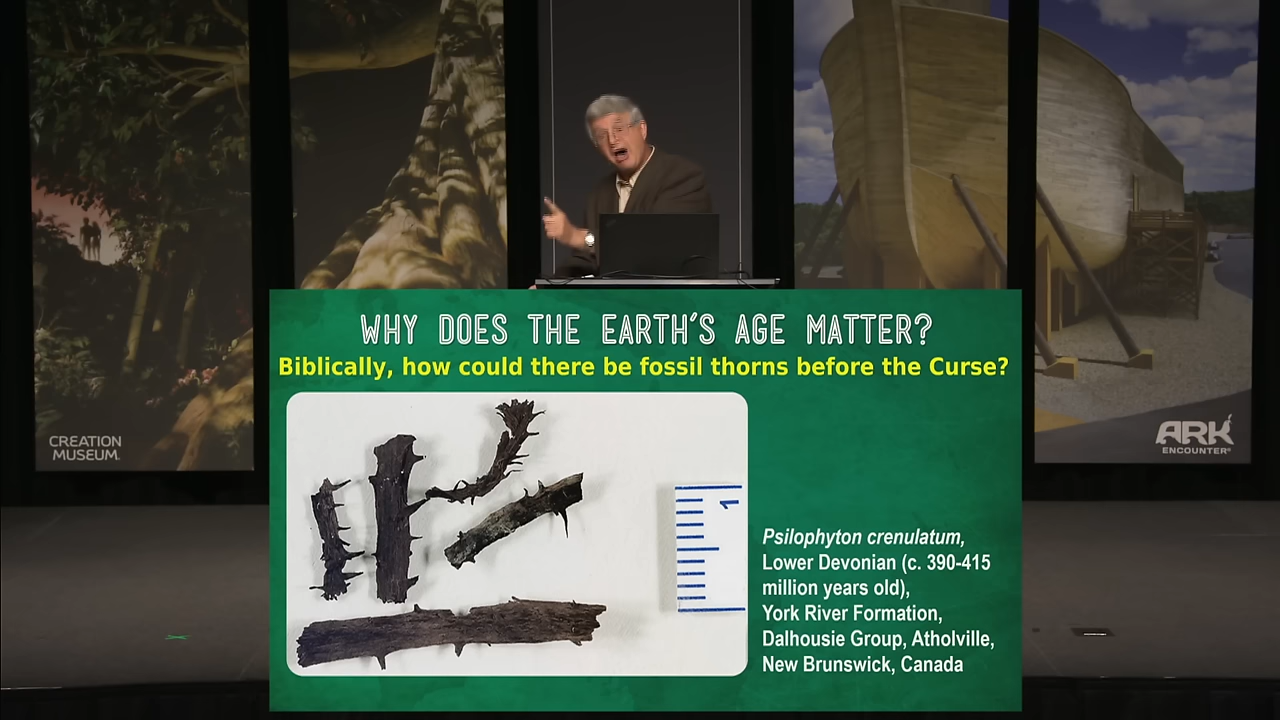 WHY DOES THE EARTH'S AGE MATTER?
Biblically, how could there be fossil thorns before the Curse?
1
Psilophyton crenulatum,
Lower Devonian (c. 390-415
million years old),
York River Formation,
Dalhousie Group, Atholville,
New Brunswick, Canada
CREATION
MUSEUM.
ARK
ENCOUNTER®